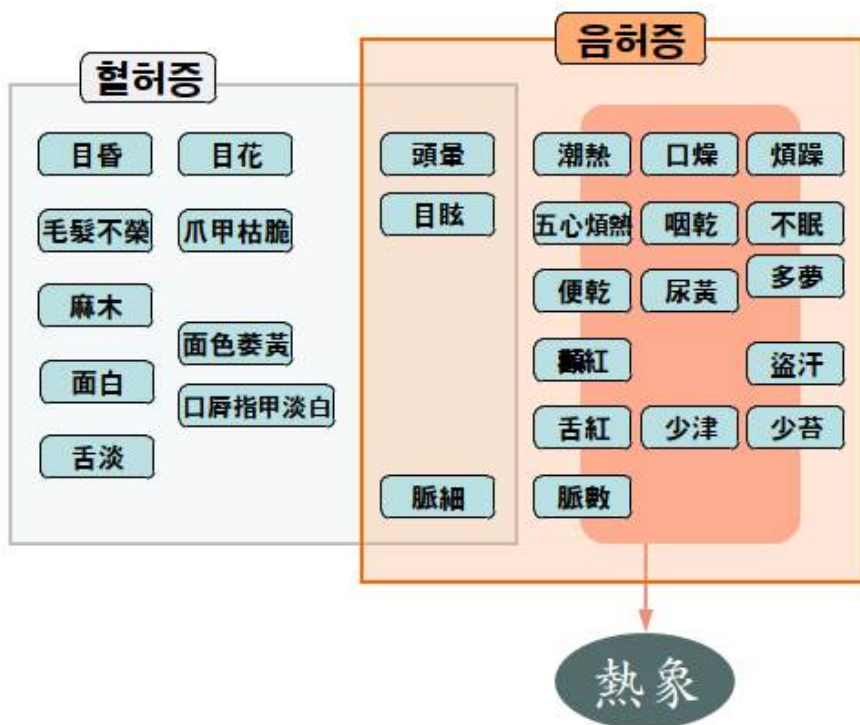 음허증
혈허증
目昏
目花
頭暈
潮熱
口燥
煩躁
目眩
毛髮不榮
爪甲枯脆
五心煩熱
咽乾
不眠
麻木
便乾
尿黃
多夢
面色萎黃
面白
顴紅
盜汗
口唇指甲淡白
舌淡
舌紅
少津
少苔
脈細
脈數
熱象